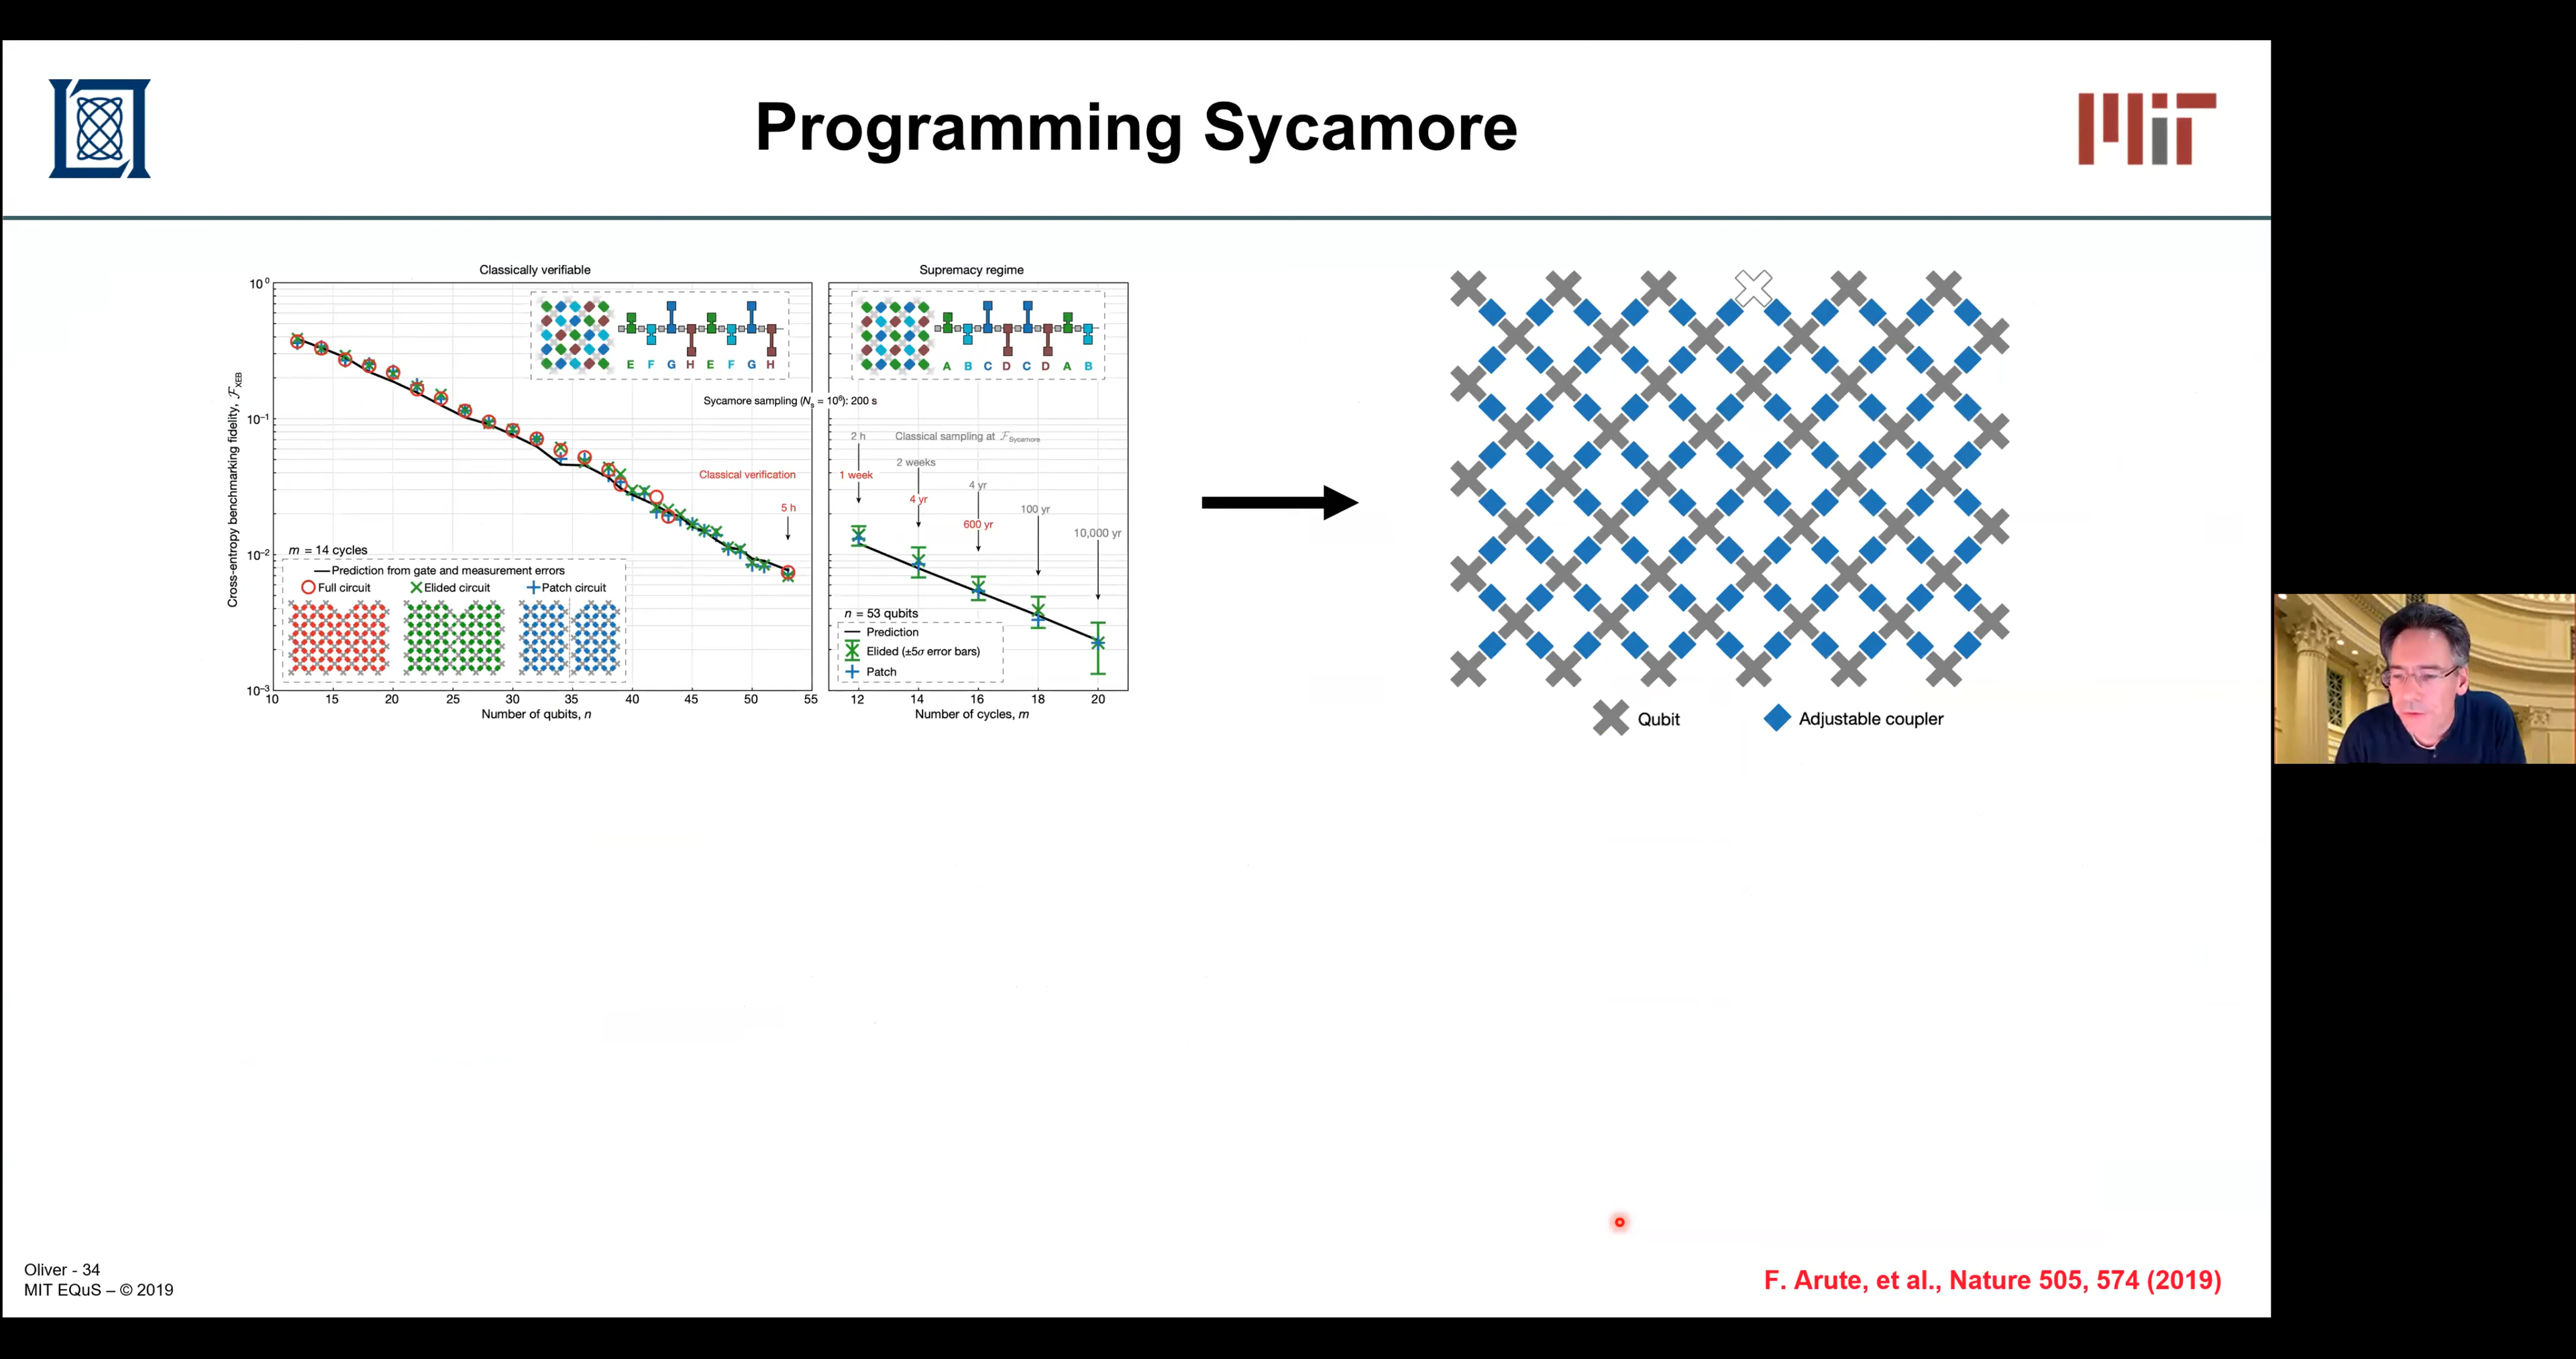 Programming Sycamore
MiT
Classically verifiable
Supremacy regime
Cross-entropy benchmarking fidelity, ℱXEB
10⁰
10⁻¹
10⁻²
10⁻³
E F G H E F G H
A B C D C D A B
Sycamore sampling (Ns = 10⁶): 200 s
Classical verification
5 h
2 h
Classical sampling at ℱSycamore
1 week
2 weeks
4 yr
4 yr
600 yr
100 yr
10,000 yr
m = 14 cycles
Prediction from gate and measurement errors
Full circuit
Elided circuit
Patch circuit
n = 53 qubits
Prediction
Elided (±5σ error bars)
Patch
10 15 20 25 30 35 40 45 50 55
Number of qubits, n
12 14 16 18 20
Number of cycles, m
Qubit
Adjustable coupler
Oliver - 34
MIT EQuS – © 2019
F. Arute, et al., Nature 505, 574 (2019)